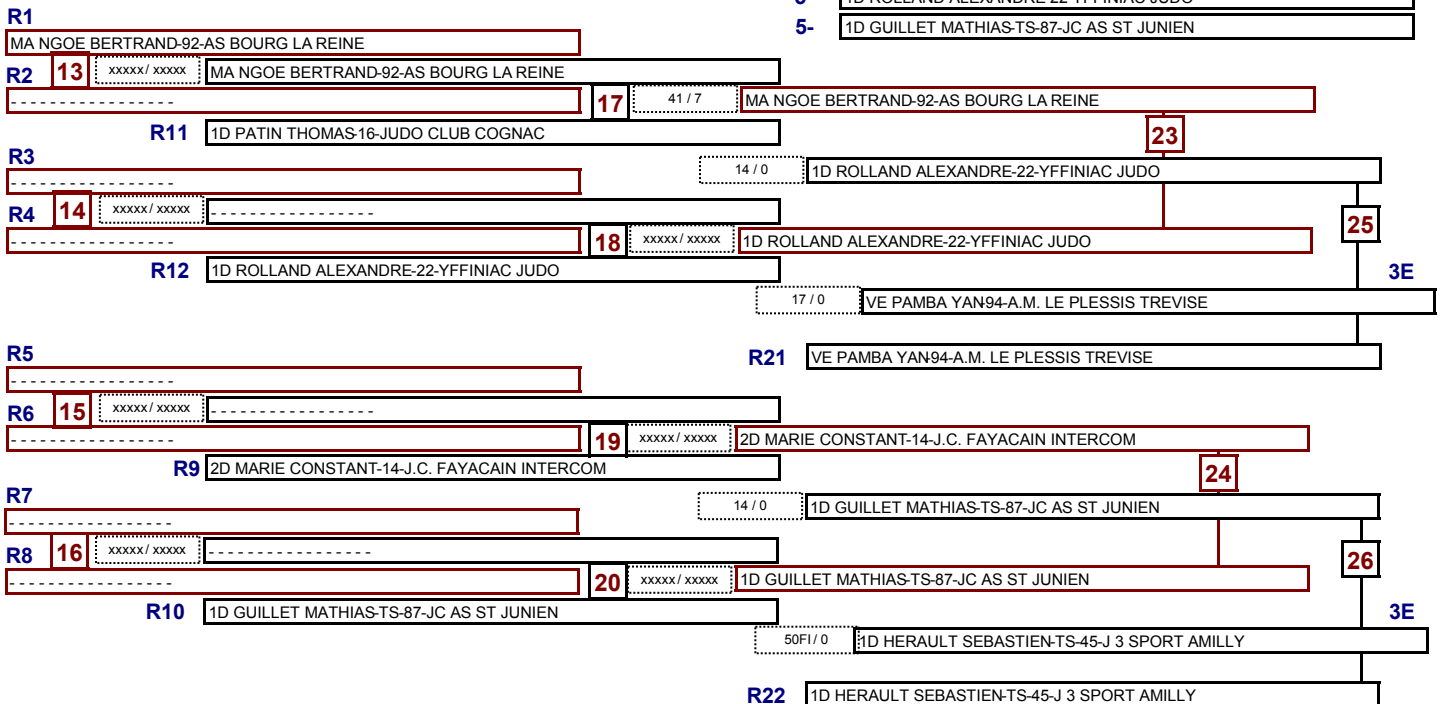 1D ROLLAND ALEXANDRE-22-YFFINIAC JUDO
R1
5- 1D GUILLET MATHIAS-TS-87-JC AS ST JUNIEN
MA NGOE BERTRAND-92-AS BOURG LA REINE
R2 13 xxxxx / xxxxx MA NGOE BERTRAND-92-AS BOURG LA REINE
- - - - - - - - - - - - - - - - - 17 41 / 7 MA NGOE BERTRAND-92-AS BOURG LA REINE
R11 1D PATIN THOMAS-16-JUDO CLUB COGNAC 23
R3
14 / 0 1D ROLLAND ALEXANDRE-22-YFFINIAC JUDO
- - - - - - - - - - - - - - - - -
R4 14 xxxxx / xxxxx - - - - - - - - - - - - - - - - - 25
- - - - - - - - - - - - - - - - - 18 xxxxx / xxxxx 1D ROLLAND ALEXANDRE-22-YFFINIAC JUDO
R12 1D ROLLAND ALEXANDRE-22-YFFINIAC JUDO 3E
17 / 0 VE PAMBA YAN-94-A.M. LE PLESSIS TREVISE
R5
R21 VE PAMBA YAN-94-A.M. LE PLESSIS TREVISE
- - - - - - - - - - - - - - - - -
R6 15 xxxxx / xxxxx - - - - - - - - - - - - - - - - -
- - - - - - - - - - - - - - - - - 19 xxxxx / xxxxx 2D MARIE CONSTANT-14-J.C. FAYACAIN INTERCOM
R9 2D MARIE CONSTANT-14-J.C. FAYACAIN INTERCOM 24
R7
14 / 0 1D GUILLET MATHIAS-TS-87-JC AS ST JUNIEN
- - - - - - - - - - - - - - - - -
R8 16 xxxxx / xxxxx - - - - - - - - - - - - - - - - - 26
- - - - - - - - - - - - - - - - - 20 xxxxx / xxxxx 1D GUILLET MATHIAS-TS-87-JC AS ST JUNIEN
R10 1D GUILLET MATHIAS-TS-87-JC AS ST JUNIEN 3E
50FI / 0 1D HERAULT SEBASTIEN-TS-45-J 3 SPORT AMILLY
R22 1D HERAULT SEBASTIEN-TS-45-J 3 SPORT AMILLY